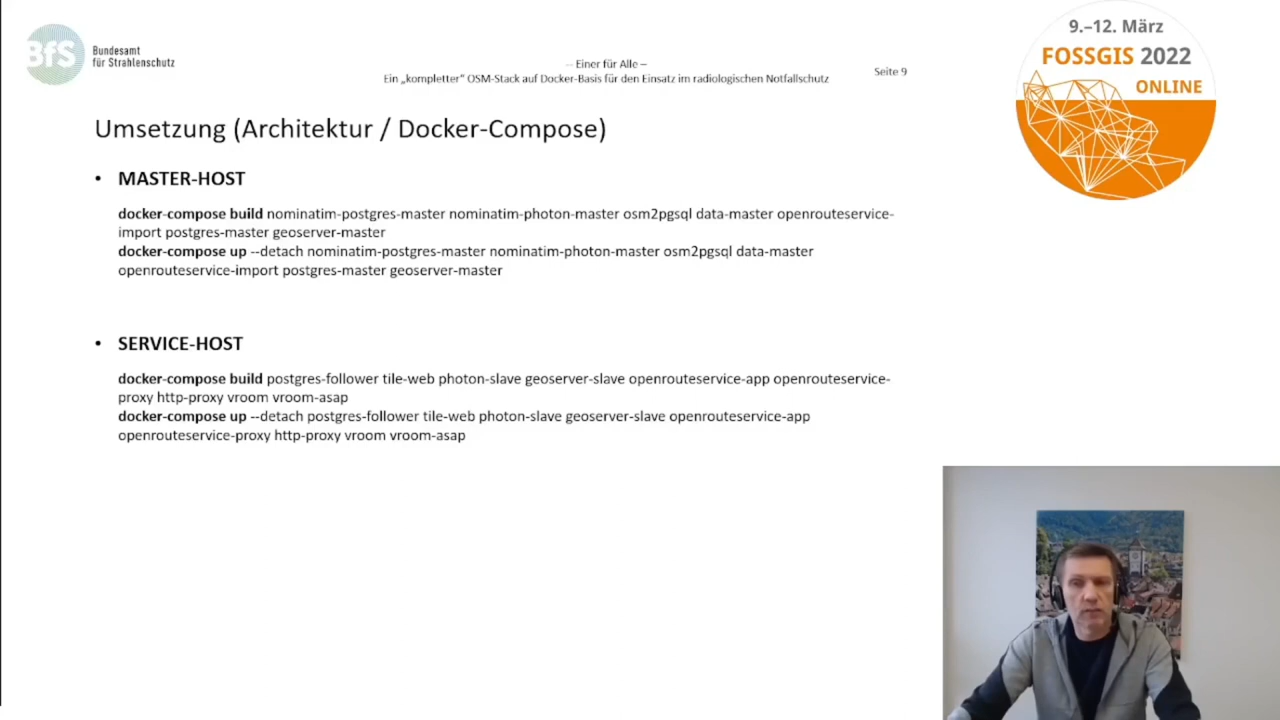 BfS
Bundesamt
für Strahlenschutz
-- Einer für Alle –
Ein „kompletter“ OSM-Stack auf Docker-Basis für den Einsatz im radiologischen Notfallschutz
Seite 9
9.–12. März
FOSSGIS 2022
ONLINE
Umsetzung (Architektur / Docker-Compose)
• MASTER-HOST
docker-compose build nominatim-postgres-master nominatim-photon-master osm2pgsql data-master openrouteservice-
import postgres-master geoserver-master
docker-compose up --detach nominatim-postgres-master nominatim-photon-master osm2pgsql data-master
openrouteservice-import postgres-master geoserver-master
• SERVICE-HOST
docker-compose build postgres-follower tile-web photon-slave geoserver-slave openrouteservice-app openrouteservice-
proxy http-proxy vroom vroom-asap
docker-compose up --detach postgres-follower tile-web photon-slave geoserver-slave openrouteservice-app
openrouteservice-proxy http-proxy vroom vroom-asap